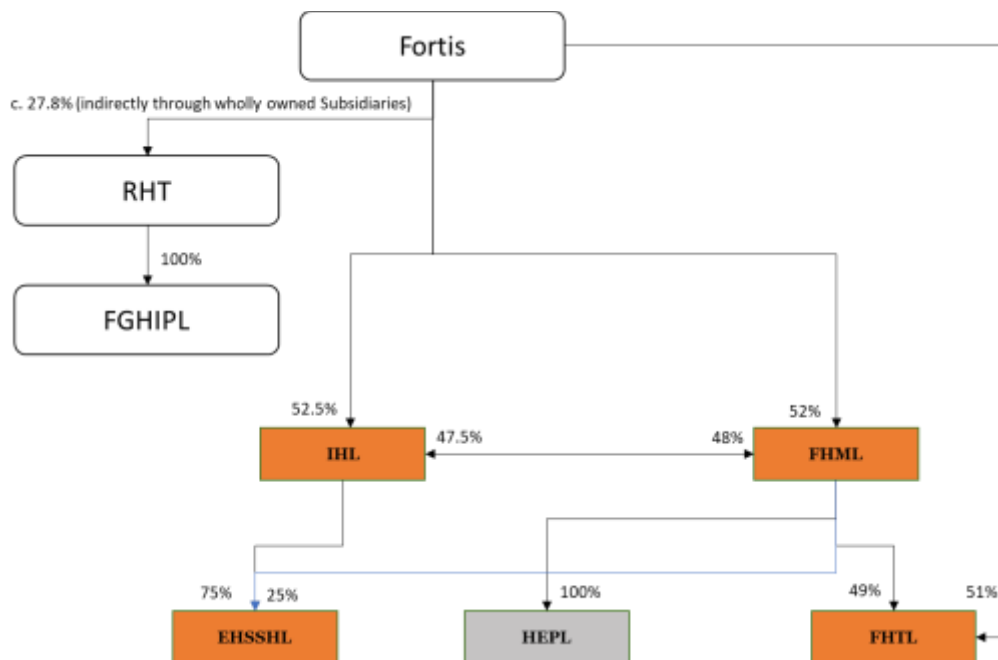 Fortis
c. 27.8% (indirectly through wholly owned Subsidiaries)
RHT
100%
FGHIPL
52.5%
52%
IHL
47.5%
48%
FHML
75%
25%
100%
49%
51%
EHSSHL
HEPL
FHTL